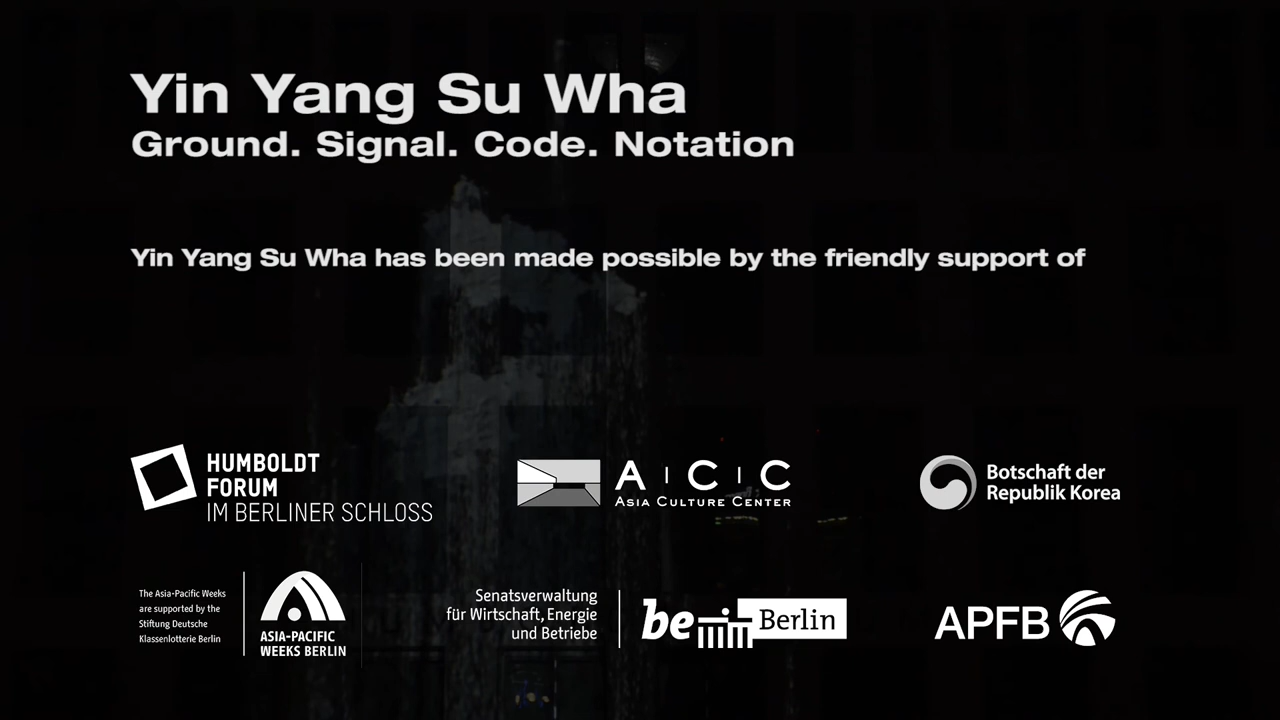 Yin Yang Su Wha
Ground. Signal. Code. Notation
Yin Yang Su Wha has been made possible by the friendly support of
HUMBOLDT
FORUM
IM BERLINER SCHLOSS
A | C | C
ASIA CULTURE CENTER
Botschaft der
Republik Korea
The Asia-Pacific Weeks
are supported by the
Stiftung Deutsche
Klassenlotterie Berlin
ASIA-PACIFIC
WEEKS BERLIN
Senatsverwaltung
für Wirtschaft, Energie
und Betriebe
be Berlin
APFB